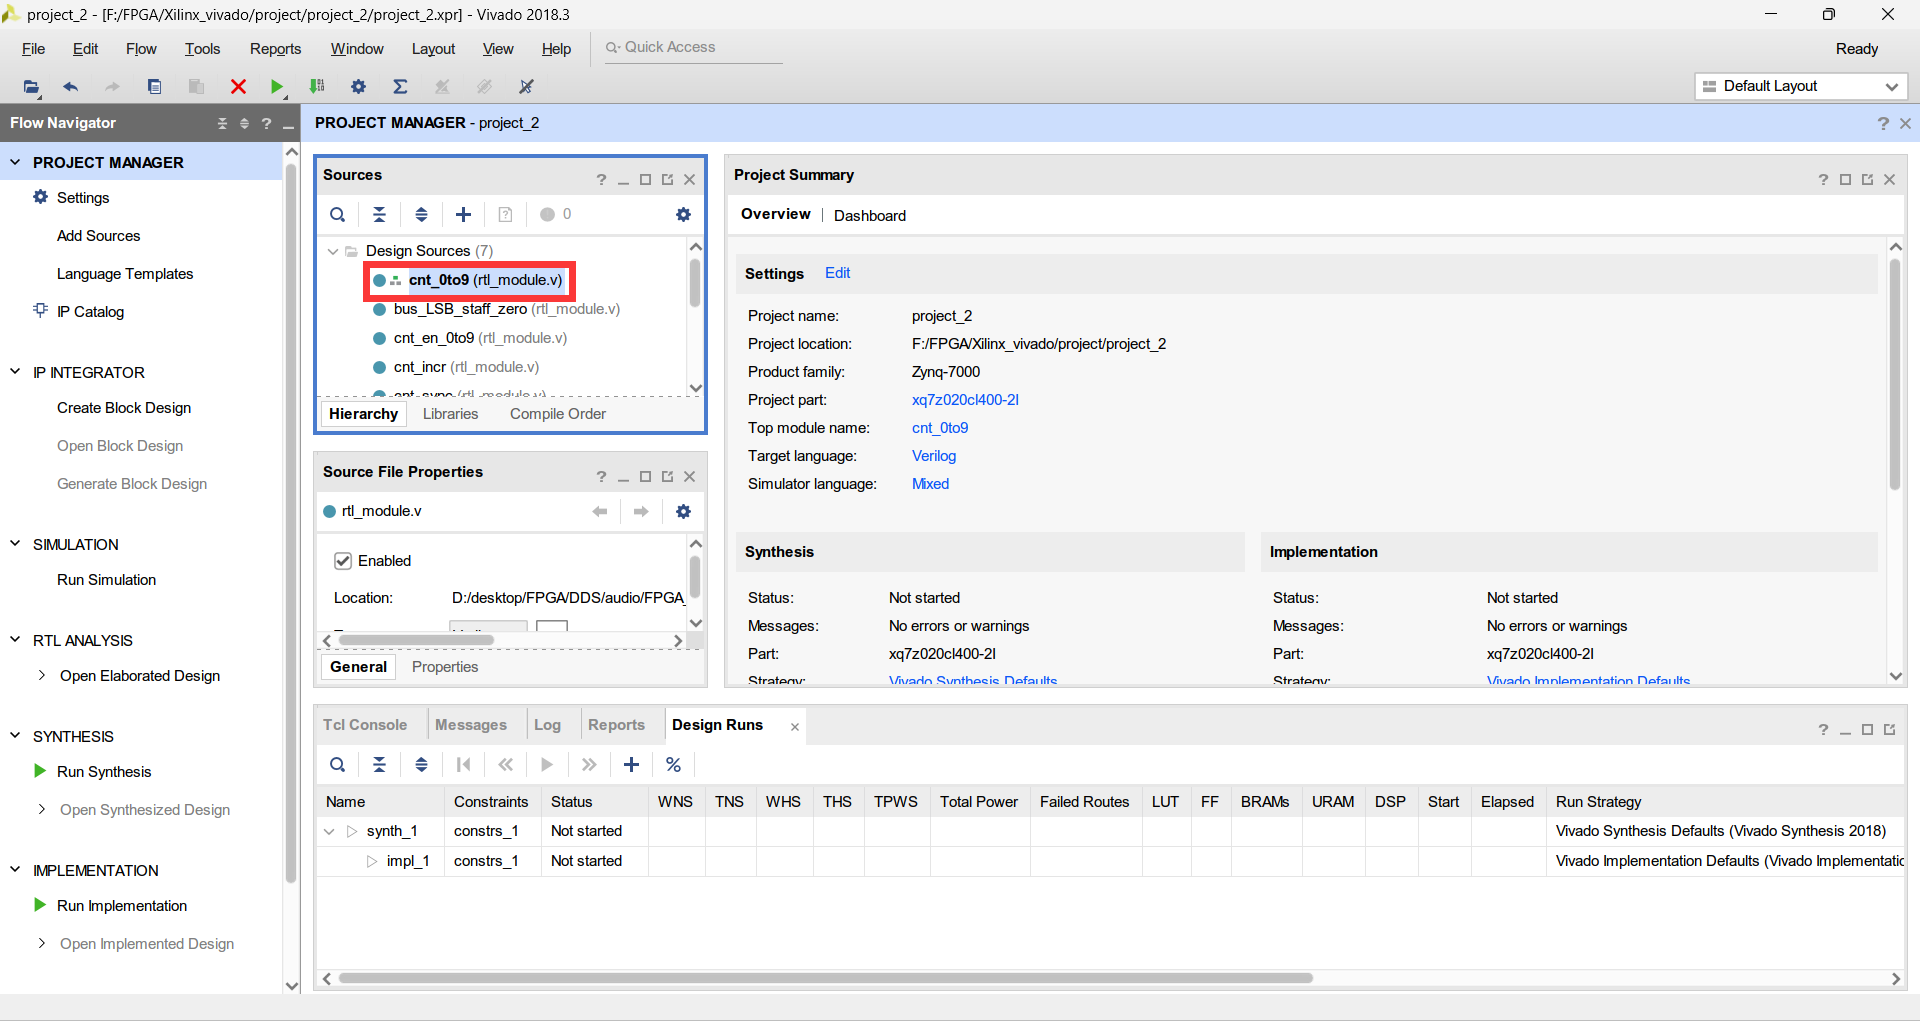 project_2 - [F:/FPGA/Xilinx_vivado/project/project_2/project_2.xpr] - Vivado 2018.3
File Edit Flow Tools Reports Window Layout View Help Quick Access Ready
Default Layout
Flow Navigator
PROJECT MANAGER
Settings
Add Sources
Language Templates
IP Catalog
IP INTEGRATOR
Create Block Design
Open Block Design
Generate Block Design
SIMULATION
Run Simulation
RTL ANALYSIS
Open Elaborated Design
SYNTHESIS
Run Synthesis
Open Synthesized Design
IMPLEMENTATION
Run Implementation
Open Implemented Design
PROJECT MANAGER - project_2
Sources
0
Design Sources (7)
cnt_0to9 (rtl_module.v)
bus_LSB_staff_zero (rtl_module.v)
cnt_en_0to9 (rtl_module.v)
cnt_incr (rtl_module.v)
cnt_sync (rtl_module.v)
Hierarchy Libraries Compile Order
Source File Properties
rtl_module.v
Enabled
Location: D:/desktop/FPGA/DDS/audio/FPGA_
General Properties
Project Summary
Overview | Dashboard
Settings Edit
Project name: project_2
Project location: F:/FPGA/Xilinx_vivado/project/project_2
Product family: Zynq-7000
Project part: xq7z020cl400-2I
Top module name: cnt_0to9
Target language: Verilog
Simulator language: Mixed
Synthesis
Status: Not started
Messages: No errors or warnings
Part: xq7z020cl400-2I
Strategy: Vivado Synthesis Defaults
Implementation
Status: Not started
Messages: No errors or warnings
Part: xq7z020cl400-2I
Strategy: Vivado Implementation Defaults
Tcl Console Messages Log Reports Design Runs
Name Constraints Status WNS TNS WHS THS TPWS Total Power Failed Routes LUT FF BRAMs URAM DSP Start Elapsed Run Strategy
synth_1 constrs_1 Not started Vivado Synthesis Defaults (Vivado Synthesis 2018)
impl_1 constrs_1 Not started Vivado Implementation Defaults (Vivado Implementatic